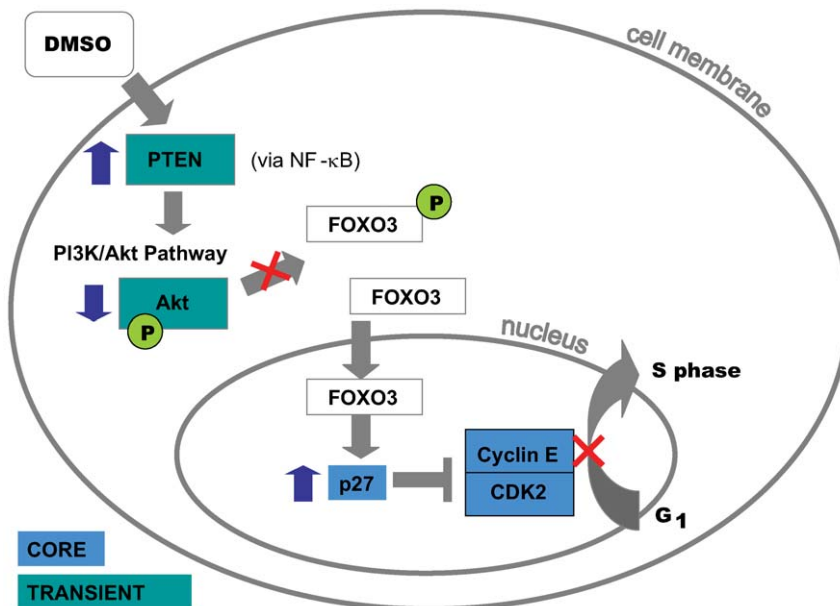 DMSO
cell membrane
PTEN
(via NF-κB)
P
FOXO3
PI3K/Akt Pathway
Akt
P
FOXO3
nucleus
S phase
FOXO3
Cyclin E
p27
CDK2
G1
CORE
TRANSIENT